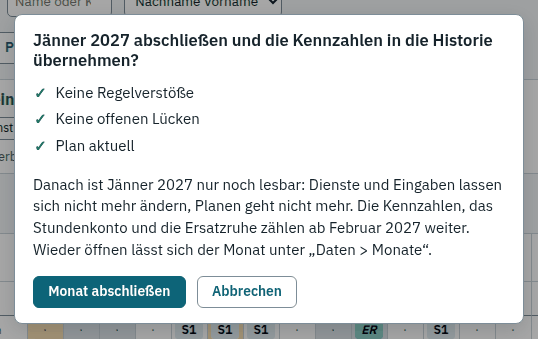 Name oder K
Nachname Vorname
P
Jänner 2027 abschließen und die Kennzahlen in die Historie
übernehmen?
✓ Keine Regelverstöße
✓ Keine offenen Lücken
✓ Plan aktuell
Danach ist Jänner 2027 nur noch lesbar: Dienste und Eingaben lassen
sich nicht mehr ändern, Planen geht nicht mehr. Die Kennzahlen, das
Stundenkonto und die Ersatzruhe zählen ab Februar 2027 weiter.
Wieder öffnen lässt sich der Monat unter „Daten > Monate“.
Monat abschließen Abbrechen
S1 S1 S1 ER S1